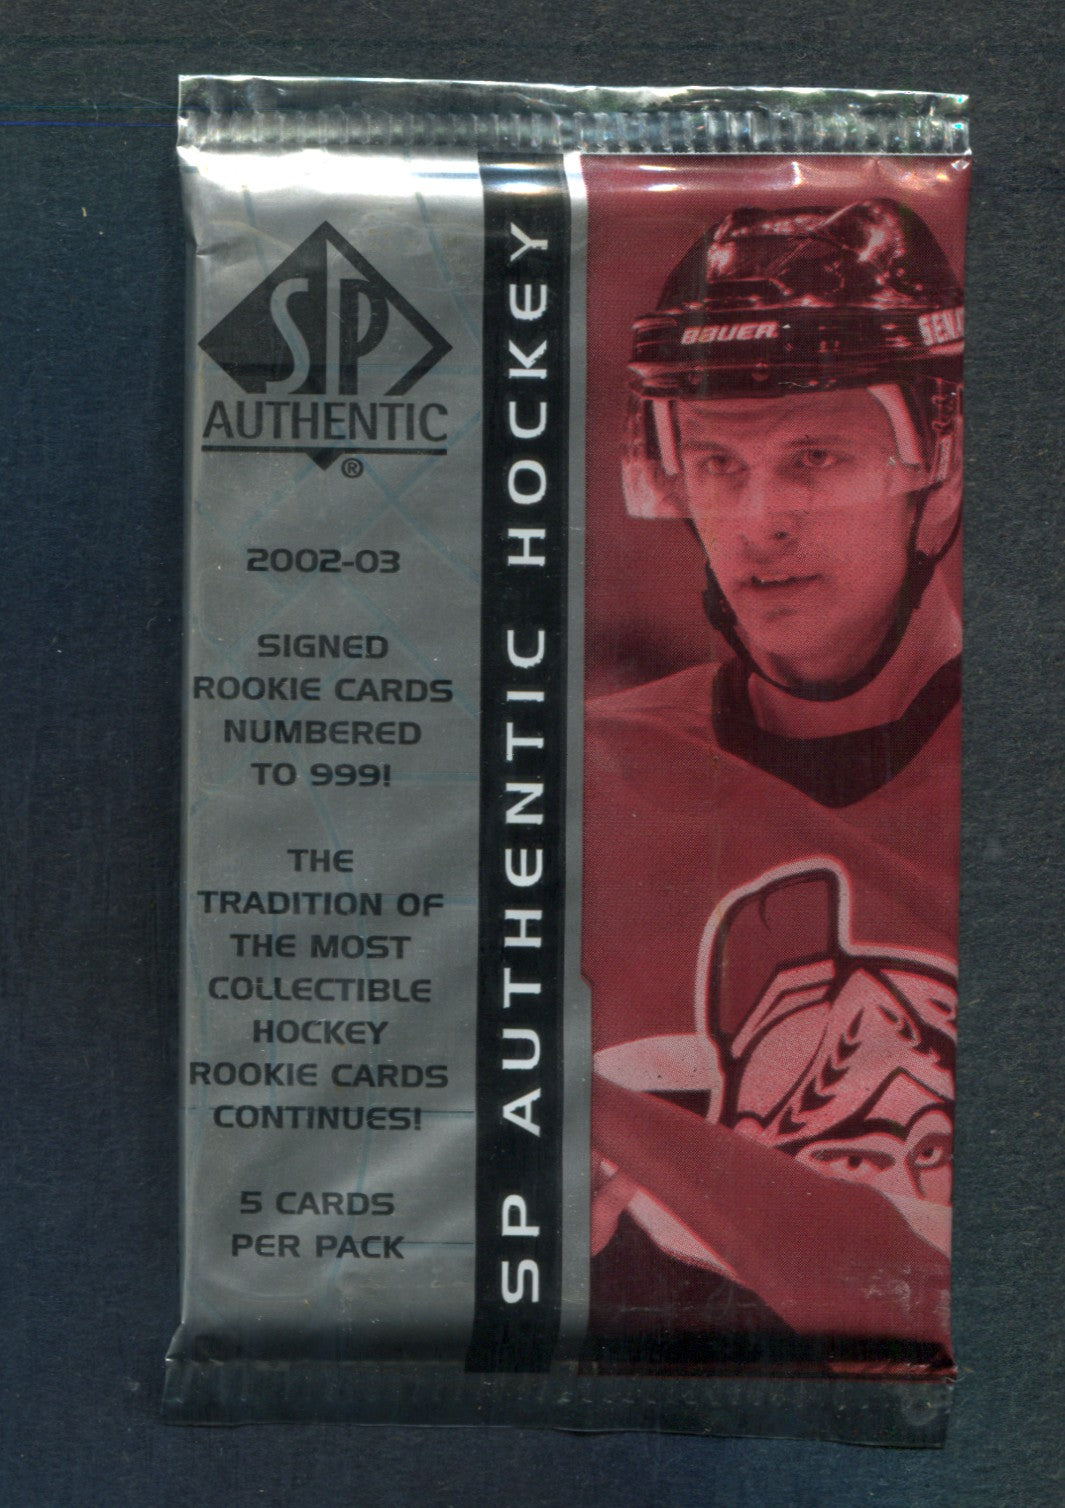 SP
AUTHENTIC
®
2002-03
SIGNED
ROOKIE CARDS
NUMBERED
TO 999!
THE
TRADITION OF
THE MOST
COLLECTIBLE
HOCKEY
ROOKIE CARDS
CONTINUES!
5 CARDS
PER PACK
SP AUTHENTIC HOCKEY
BAUER